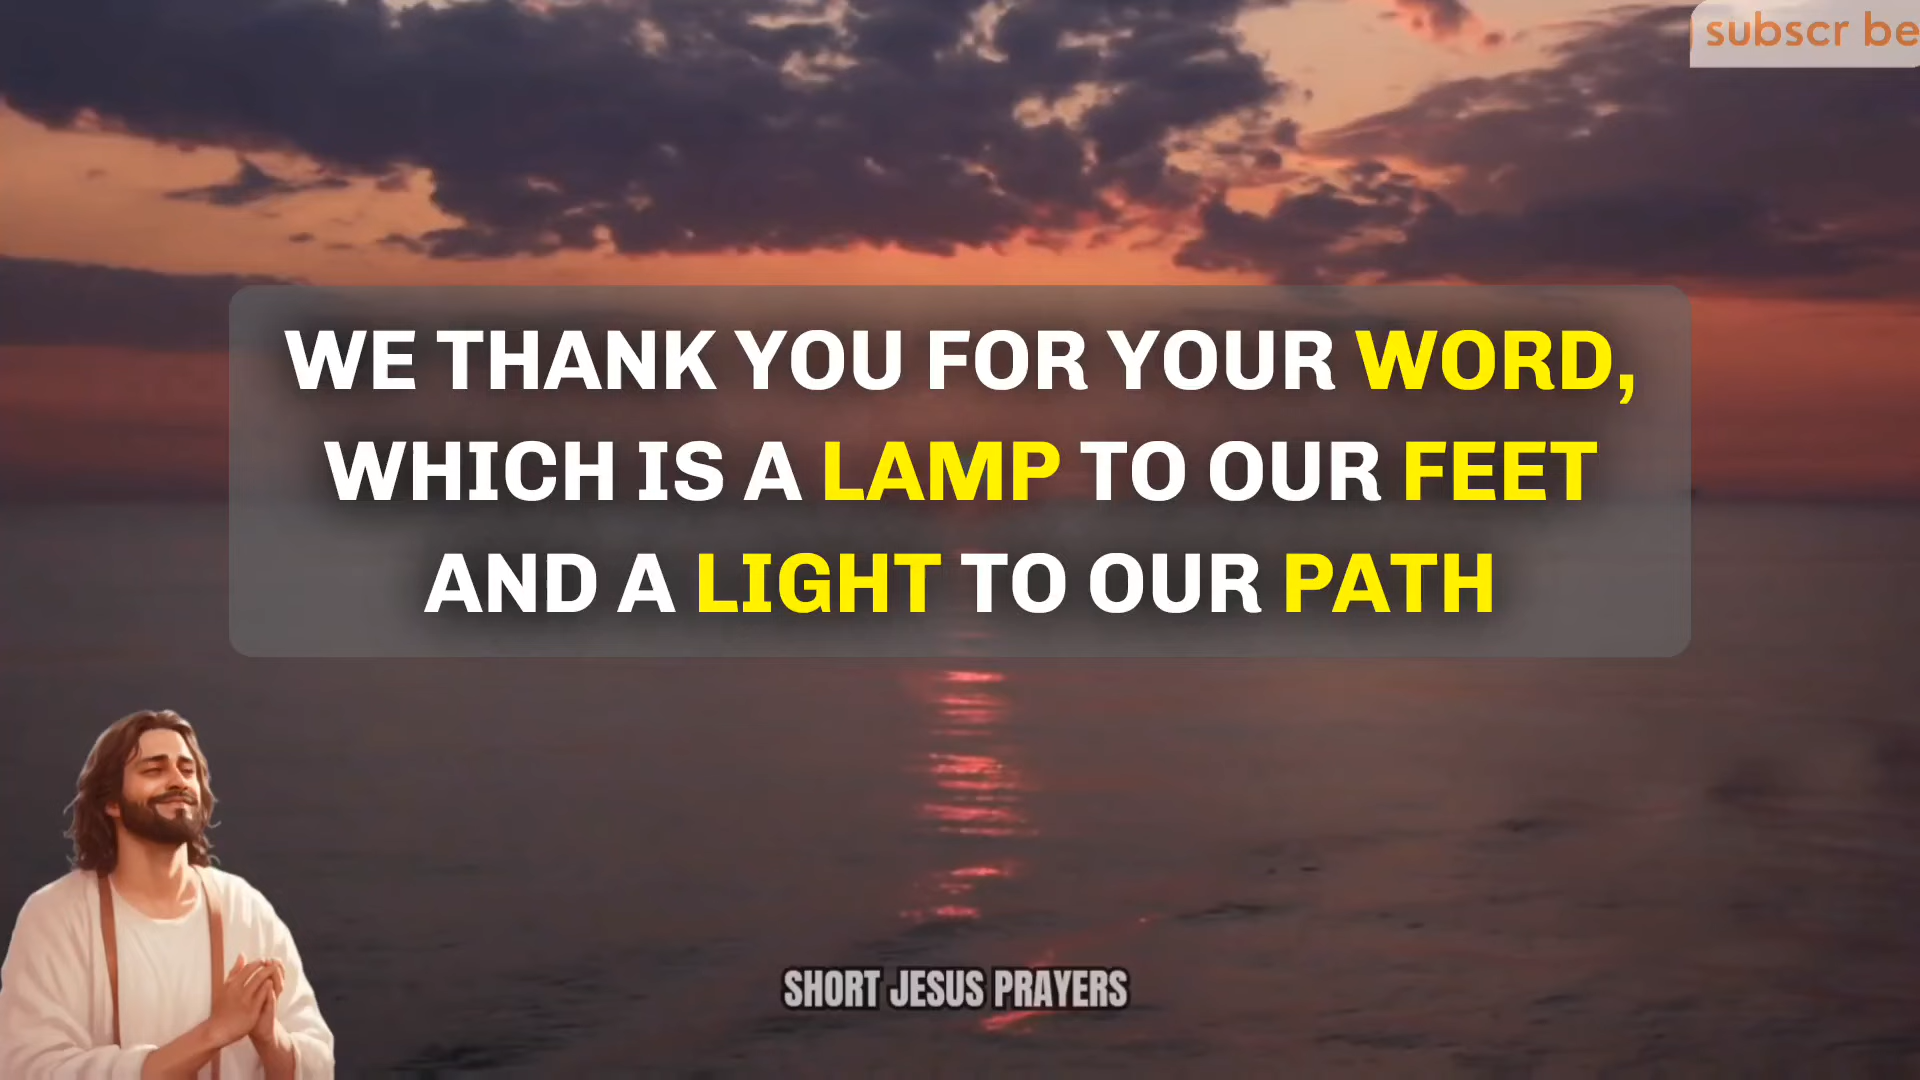 subscr be
WE THANK YOU FOR YOUR WORD,
WHICH IS A LAMP TO OUR FEET
AND A LIGHT TO OUR PATH
SHORT JESUS PRAYERS